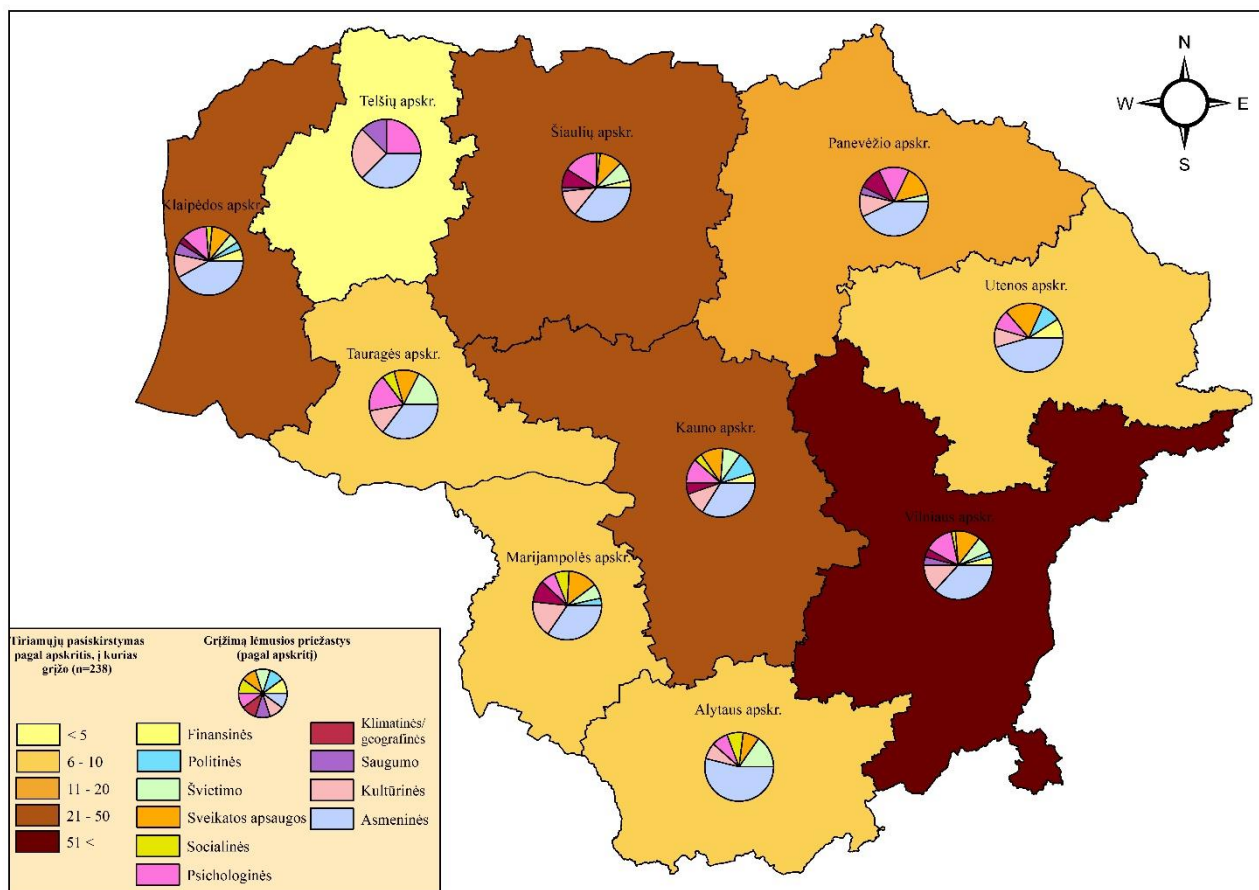 N
W
E
S
Telšių apskr.
Šiaulių apskr.
Panevėžio apskr.
Klaipėdos apskr.
Utenos apskr.
Tauragės apskr.
Kauno apskr.
Vilniaus apskr.
Marijampolės apskr.
Alytaus apskr.
Tiriamųjų pasiskirstymas
pagal apskritis, į kurias
grįžo (n=238)
< 5
6 - 10
11 - 20
21 - 50
51 <
Grįžimą lėmusios priežastys
(pagal apskritį)
Finansinės
Politinės
Švietimo
Sveikatos apsaugos
Socialinės
Psichologinės
Klimatinės/
geografinės
Saugumo
Kultūrinės
Asmeninės